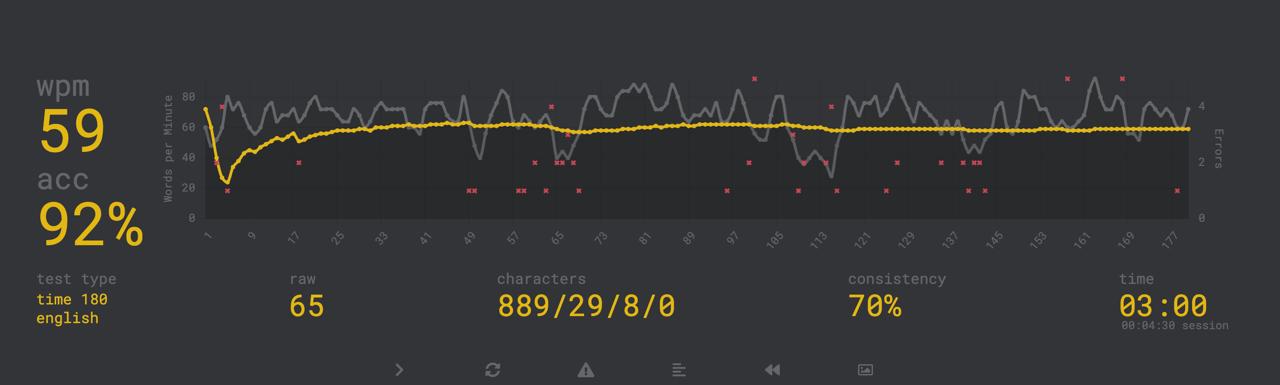 wpm
59
acc
92%
Words per Minute
80
60
40
20
0
4
2
0
Errors
1 9 17 25 33 41 49 57 65 73 81 89 97 105 113 121 129 137 145 153 161 169 177
test type
time 180
english
raw
65
characters
889/29/8/0
consistency
70%
time
03:00
00:04:30 session